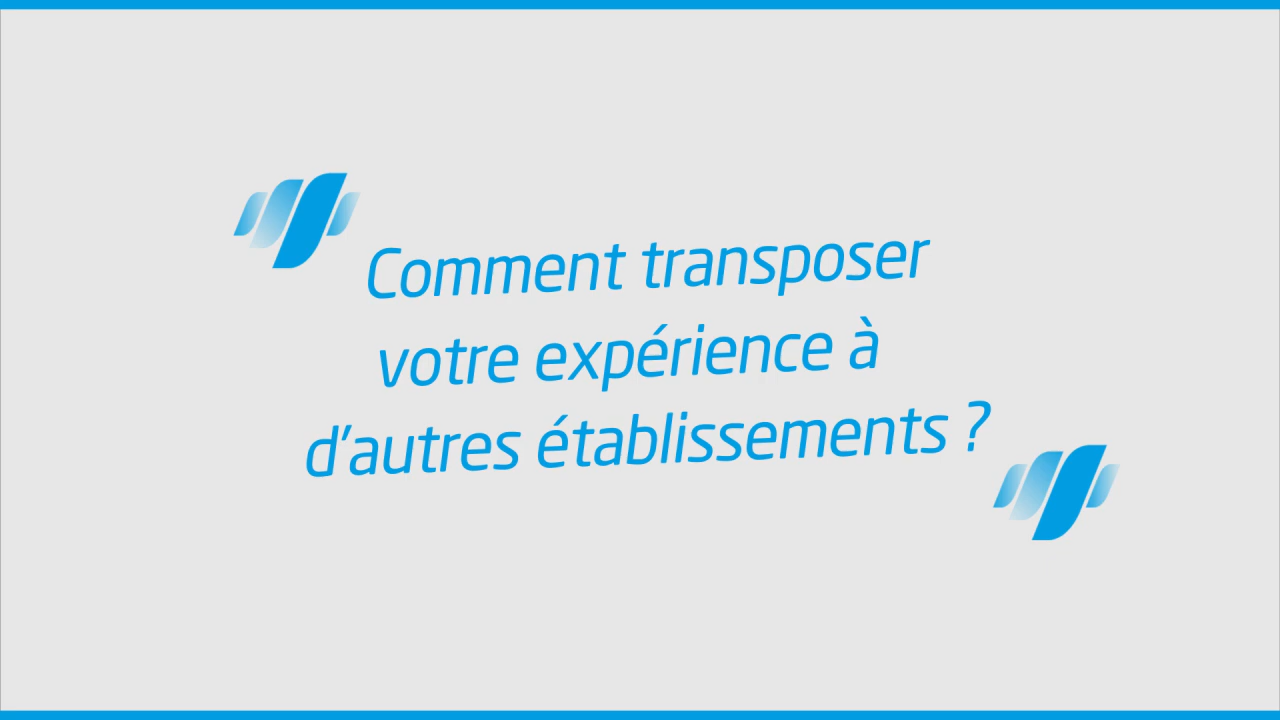 Comment transposer
votre expérience à
d'autres établissements ?